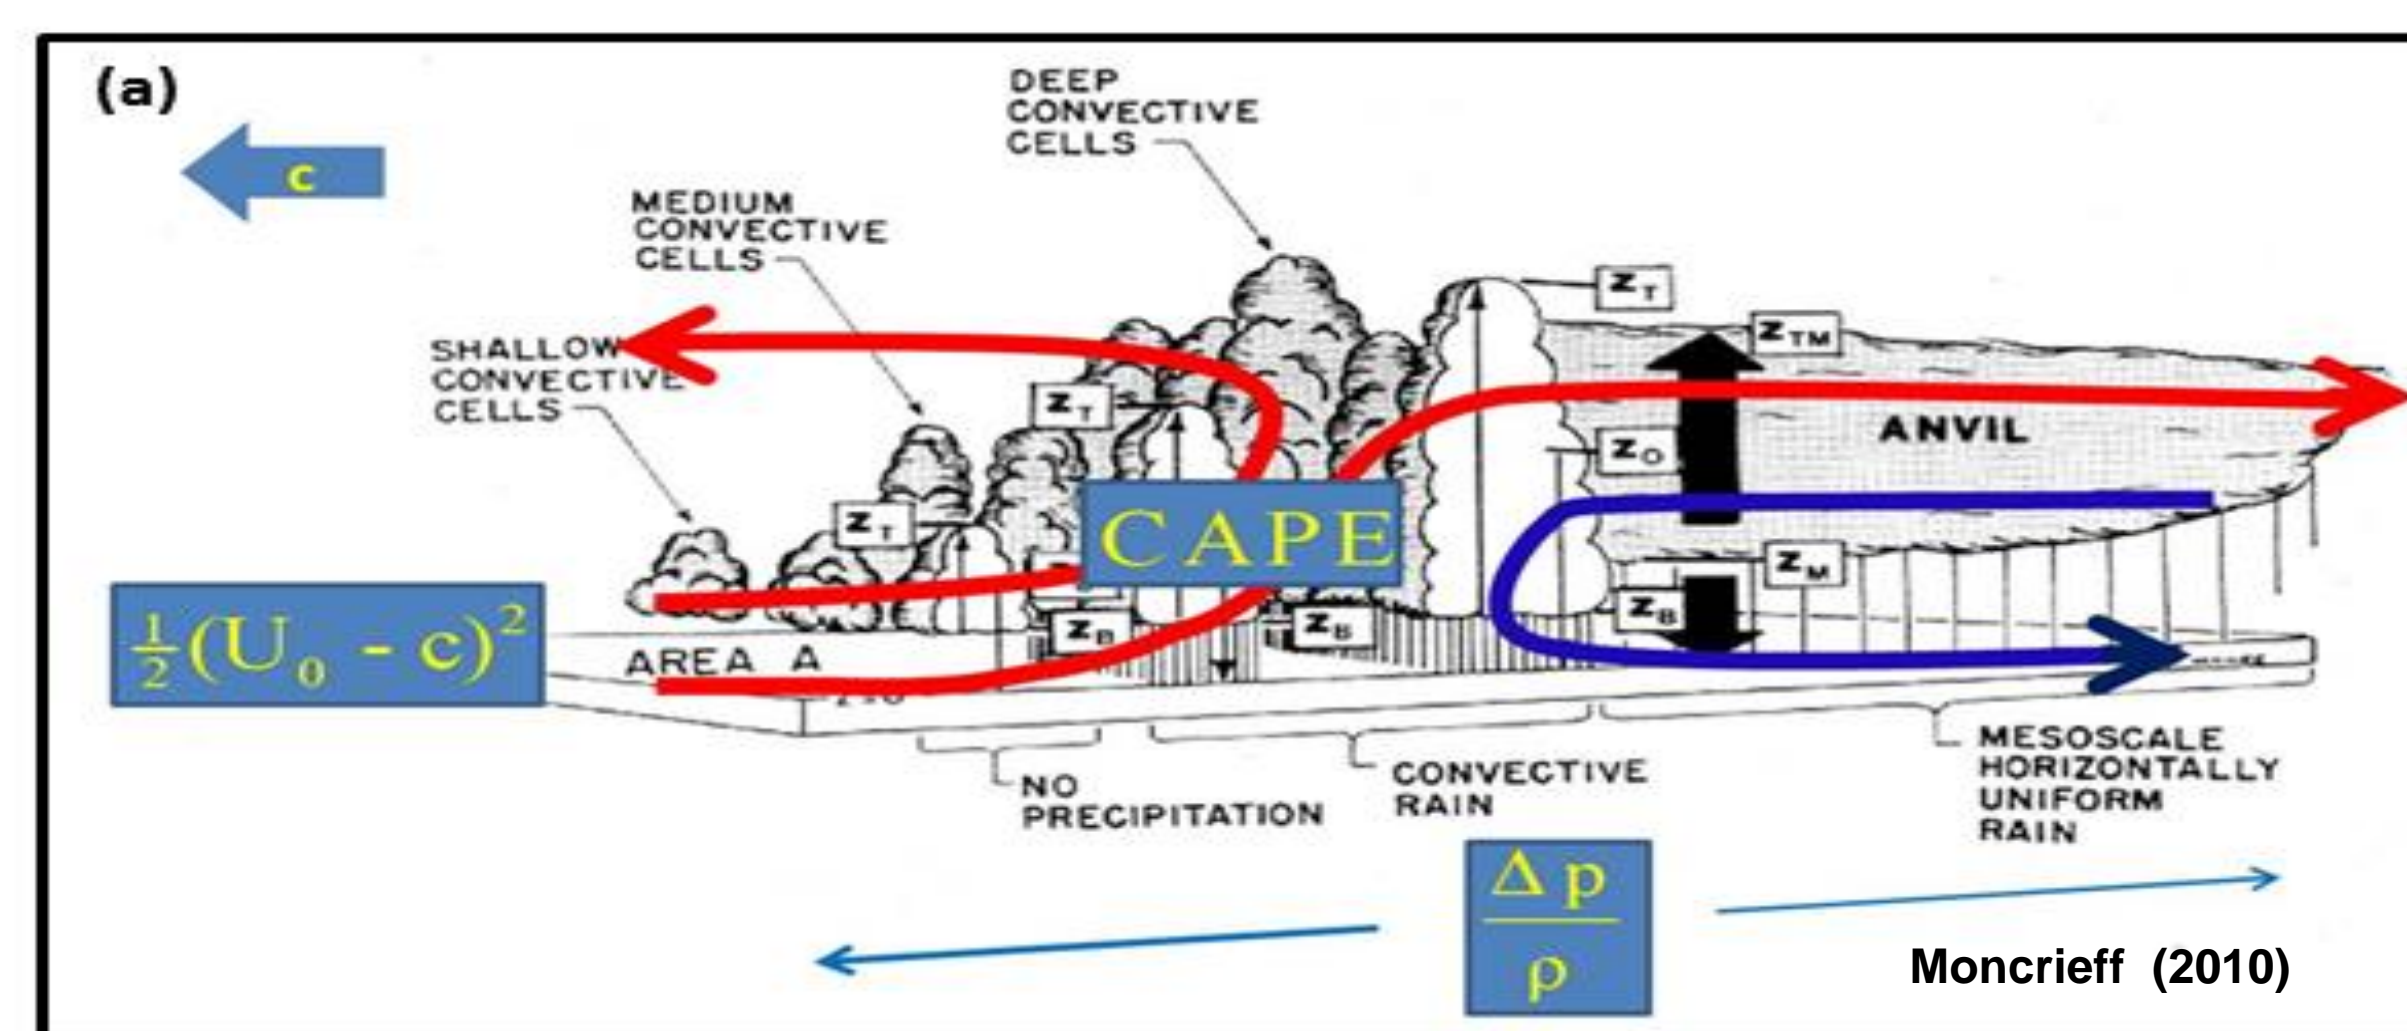 (a)
c
DEEP
CONVECTIVE
CELLS
MEDIUM
CONVECTIVE
CELLS
SHALLOW
CONVECTIVE
CELLS
Z_T
Z_TM
Z_T
Z_O
ANVIL
Z_T
CAPE
Z_M
½(U₀ - c)²
Z_B
Z_B
Z_B
AREA A
NO
PRECIPITATION
CONVECTIVE
RAIN
MESOSCALE
HORIZONTALLY
UNIFORM
RAIN
Δp
ρ
Moncrieff (2010)